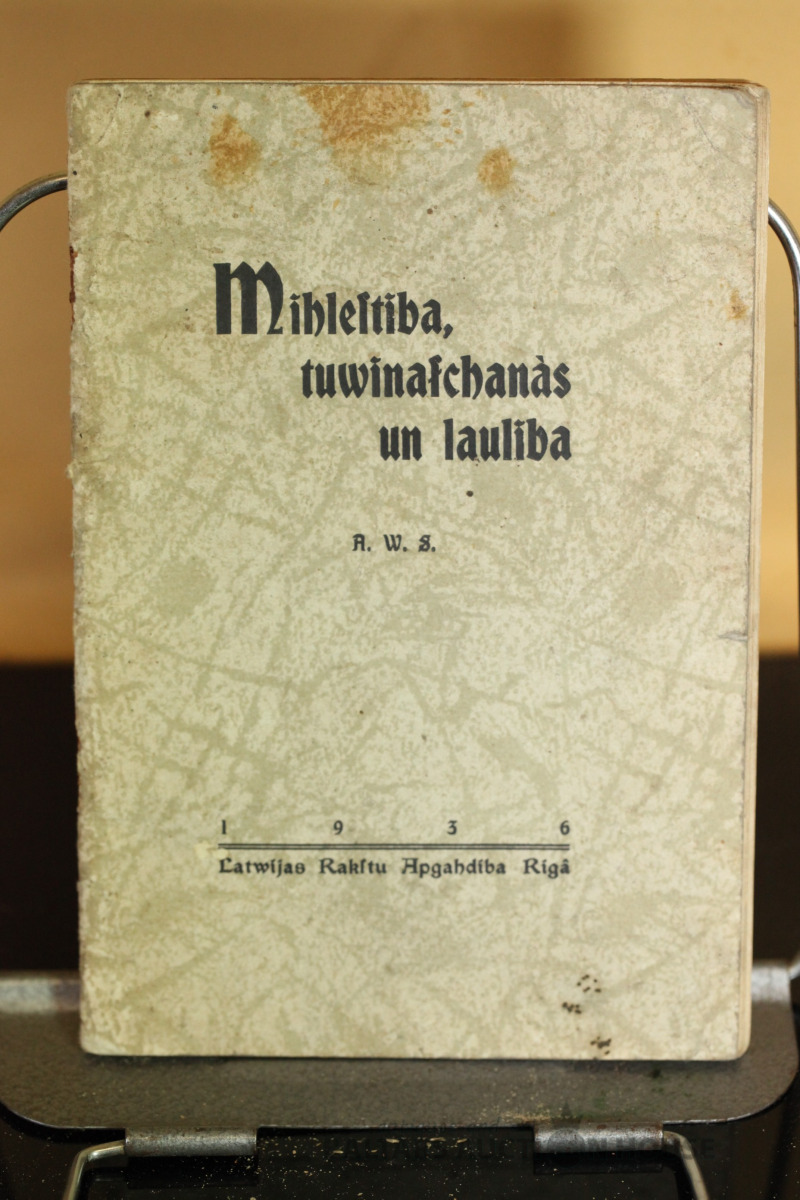 Mihleſtiba,
tuwinaſchanàs
un lauliba
A. W. S.
1 9 3 6
Latwijas Rakſtu Apgahdiba Rigâ